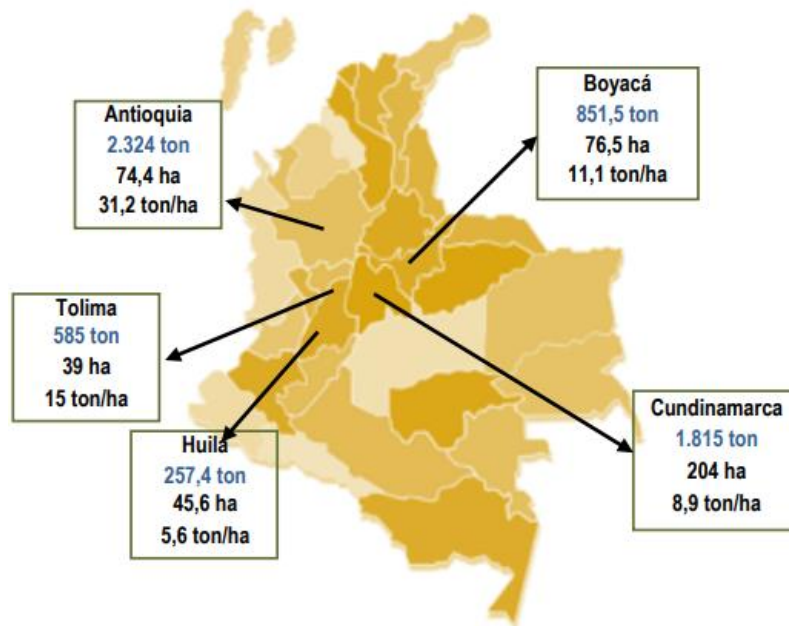 Antioquia
2.324 ton
74,4 ha
31,2 ton/ha
Boyacá
851,5 ton
76,5 ha
11,1 ton/ha
Tolima
585 ton
39 ha
15 ton/ha
Huila
257,4 ton
45,6 ha
5,6 ton/ha
Cundinamarca
1.815 ton
204 ha
8,9 ton/ha